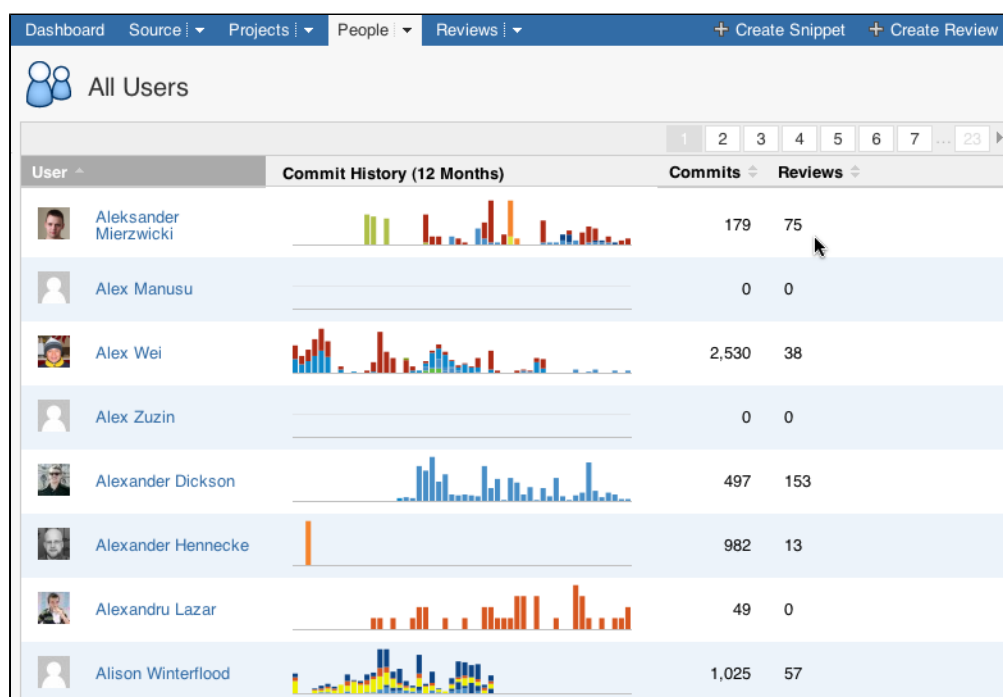 Dashboard Source Projects People Reviews + Create Snippet + Create Review
All Users
1 2 3 4 5 6 7 ... 23
User Commit History (12 Months) Commits Reviews
Aleksander
Mierzwicki 179 75
Alex Manusu 0 0
Alex Wei 2,530 38
Alex Zuzin 0 0
Alexander Dickson 497 153
Alexander Hennecke 982 13
Alexandru Lazar 49 0
Alison Winterflood 1,025 57